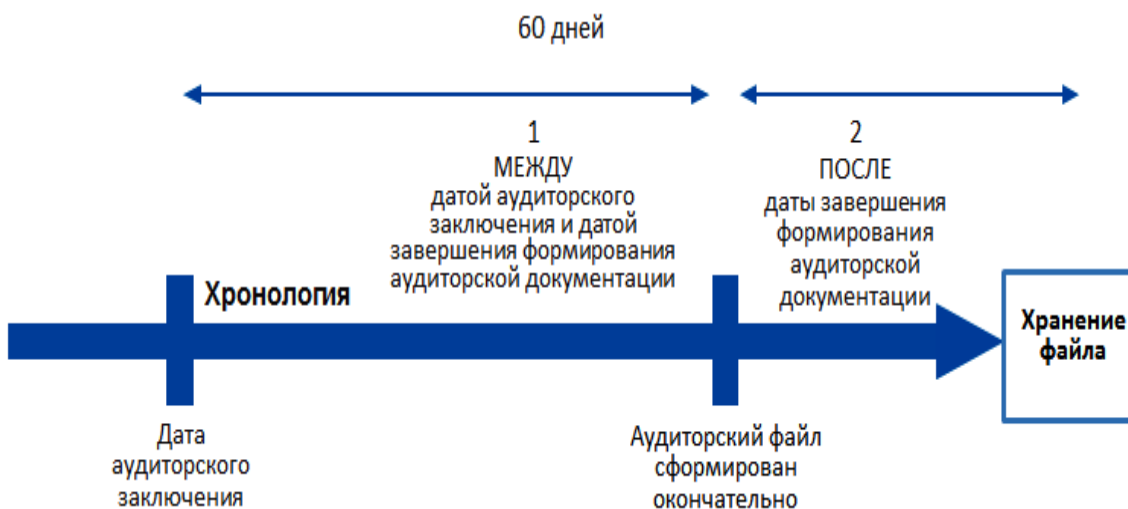 60 дней
1
МЕЖДУ
датой аудиторского
заключения и датой
завершения формирования
аудиторской документации
2
ПОСЛЕ
даты завершения
формирования
аудиторской
документации
Хронология
Хранение
файла
Дата
аудиторского
заключения
Аудиторский файл
сформирован
окончательно